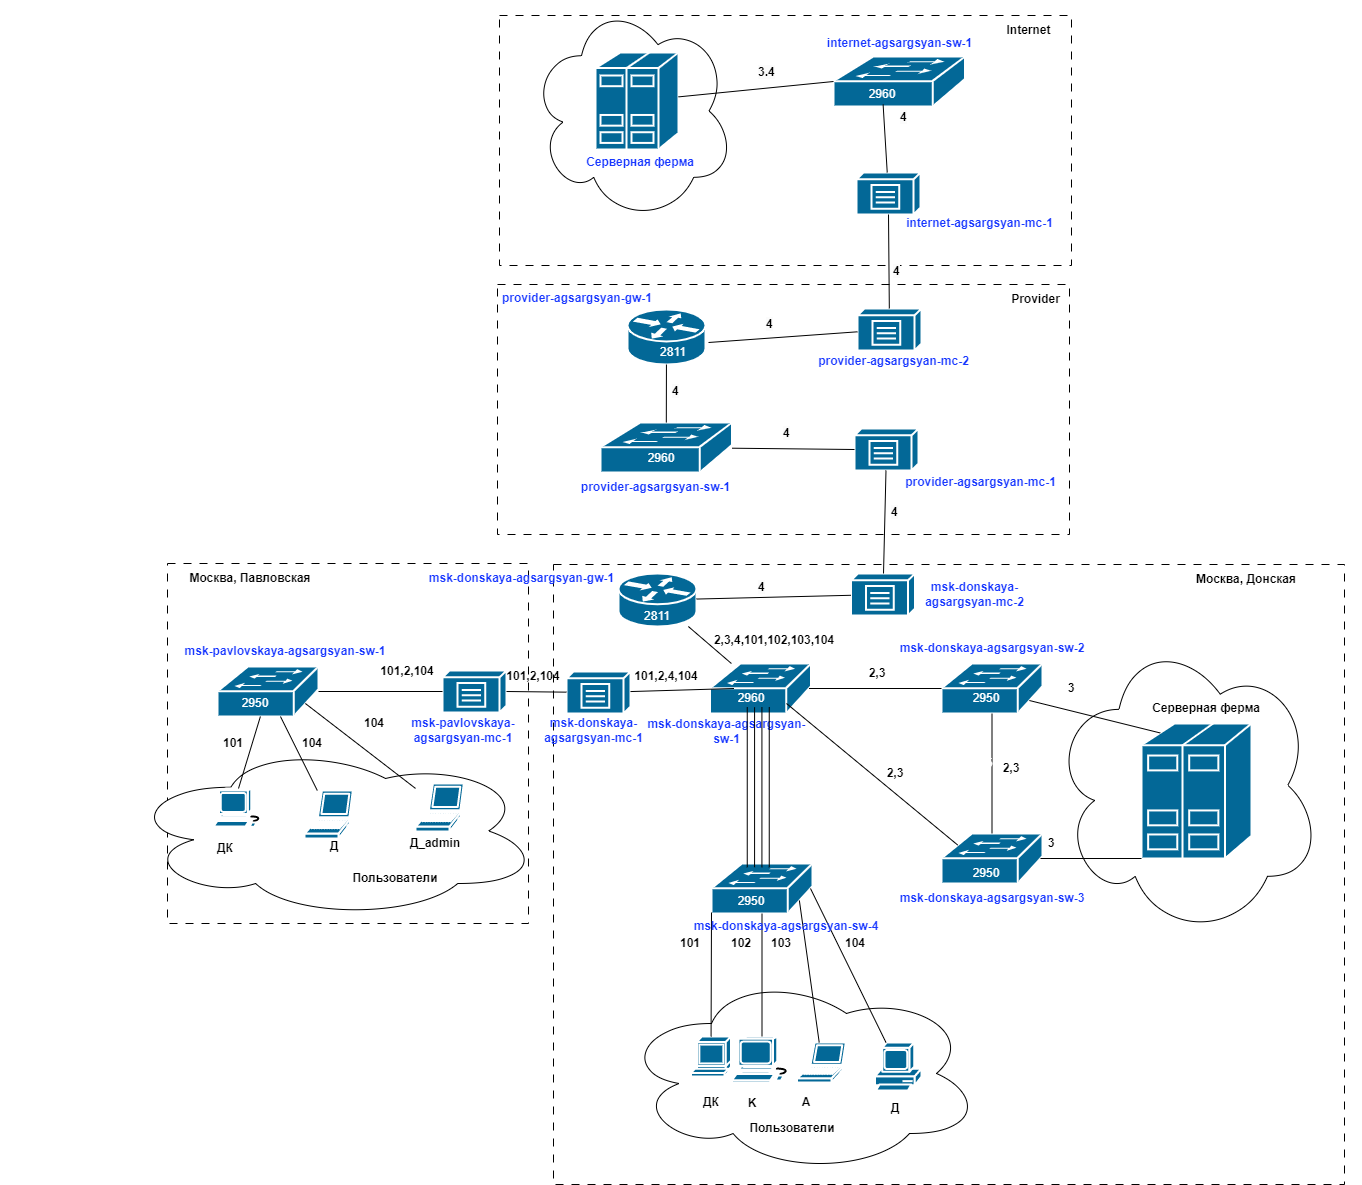 Internet
internet-agsargsyan-sw-1
3.4
2960
4
Серверная ферма
internet-agsargsyan-mc-1
4
provider-agsargsyan-gw-1
Provider
4
2811
provider-agsargsyan-mc-2
4
4
2960
provider-agsargsyan-sw-1
provider-agsargsyan-mc-1
4
Москва, Павловская
msk-donskaya-agsargsyan-gw-1
Москва, Донская
4
msk-donskaya-
agsargsyan-mc-2
2811
2,3,4,101,102,103,104
msk-pavlovskaya-agsargsyan-sw-1
msk-donskaya-agsargsyan-sw-2
101,2,104
101,2,104
101,2,4,104
2,3
3
2950
2960
2950
Серверная ферма
msk-pavlovskaya-
agsargsyan-mc-1
msk-donskaya-
agsargsyan-mc-1
msk-donskaya-agsargsyan-
sw-1
101
104
104
2,3
2,3
ДК
Д
Д_admin
Пользователи
3
2950
msk-donskaya-agsargsyan-sw-3
2950
msk-donskaya-agsargsyan-sw-4
101
102
103
104
ДК
К
А
Д
Пользователи